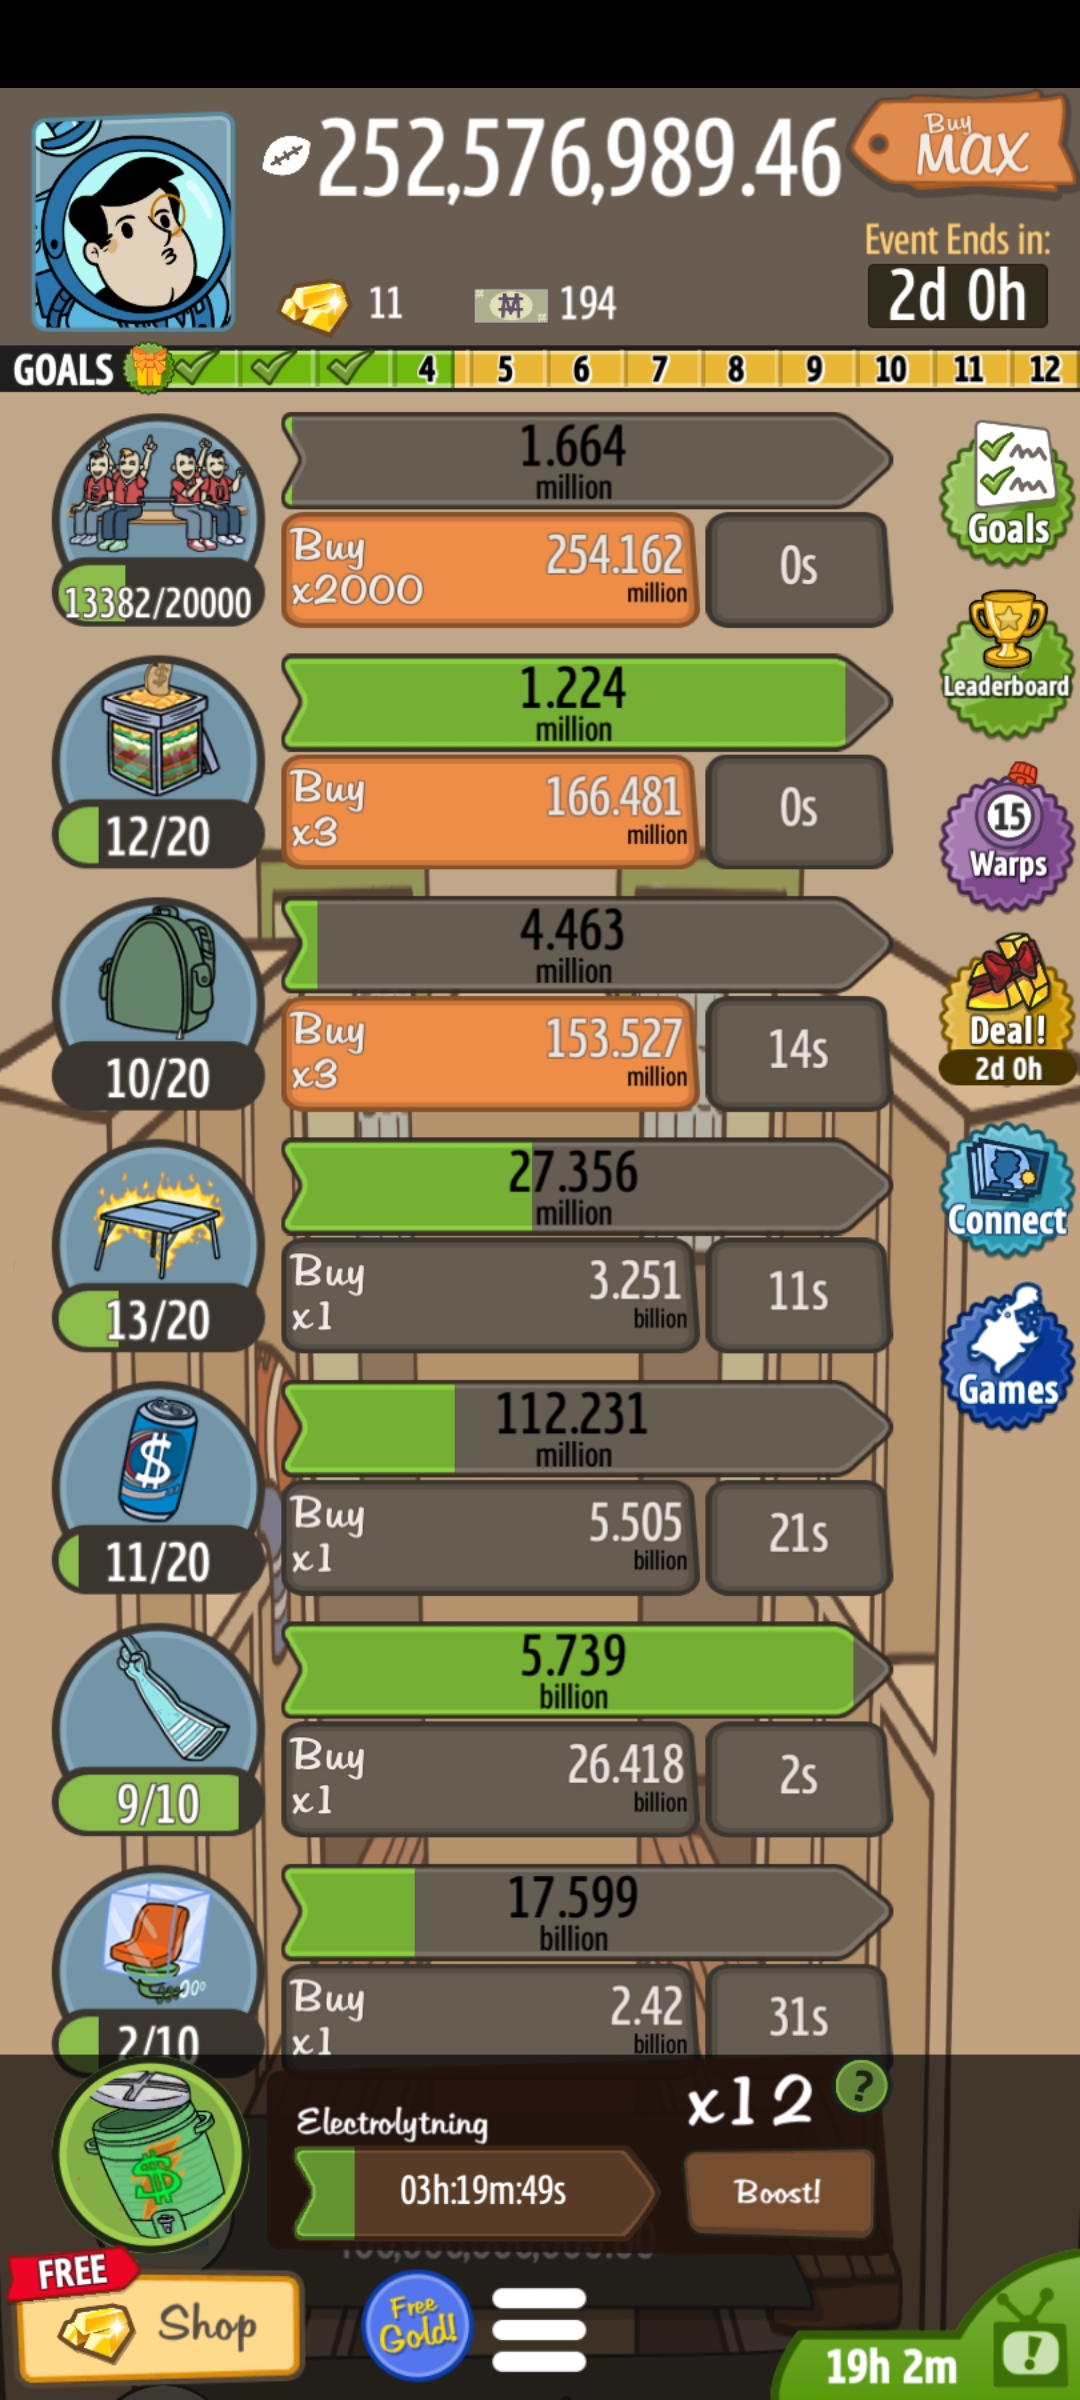 252,576,989.46
Buy
MAX
Event Ends in:
2d 0h
11
194
GOALS 4 5 6 7 8 9 10 11 12
1.664
million
Buy
x2000
254.162
million
0s
13382/20000
Goals
1.224
million
Buy
x3
166.481
million
0s
12/20
Leaderboard
4.463
million
Buy
x3
153.527
million
14s
10/20
15
Warps
Deal!
2d 0h
27.356
million
Buy
x1
3.251
billion
11s
13/20
Connect
112.231
million
Buy
x1
5.505
billion
21s
11/20
Games
5.739
billion
Buy
x1
26.418
billion
2s
9/10
17.599
billion
Buy
x1
2.42
billion
31s
2/10
Electrolytning
x12
?
03h:19m:49s
Boost!
FREE
Shop
Free
Gold!
19h 2m
!